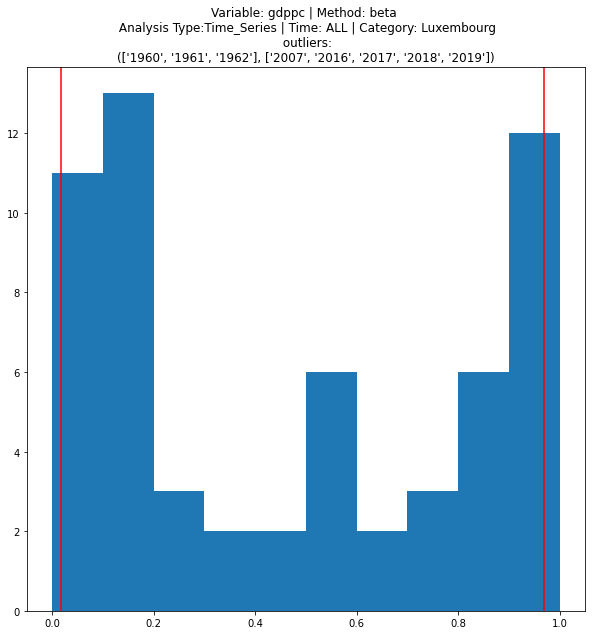 Variable: gdppc | Method: beta
Analysis Type:Time_Series | Time: ALL | Category: Luxembourg
outliers:
(['1960', '1961', '1962'], ['2007', '2016', '2017', '2018', '2019'])
12
10
8
6
4
2
0
0.0 0.2 0.4 0.6 0.8 1.0